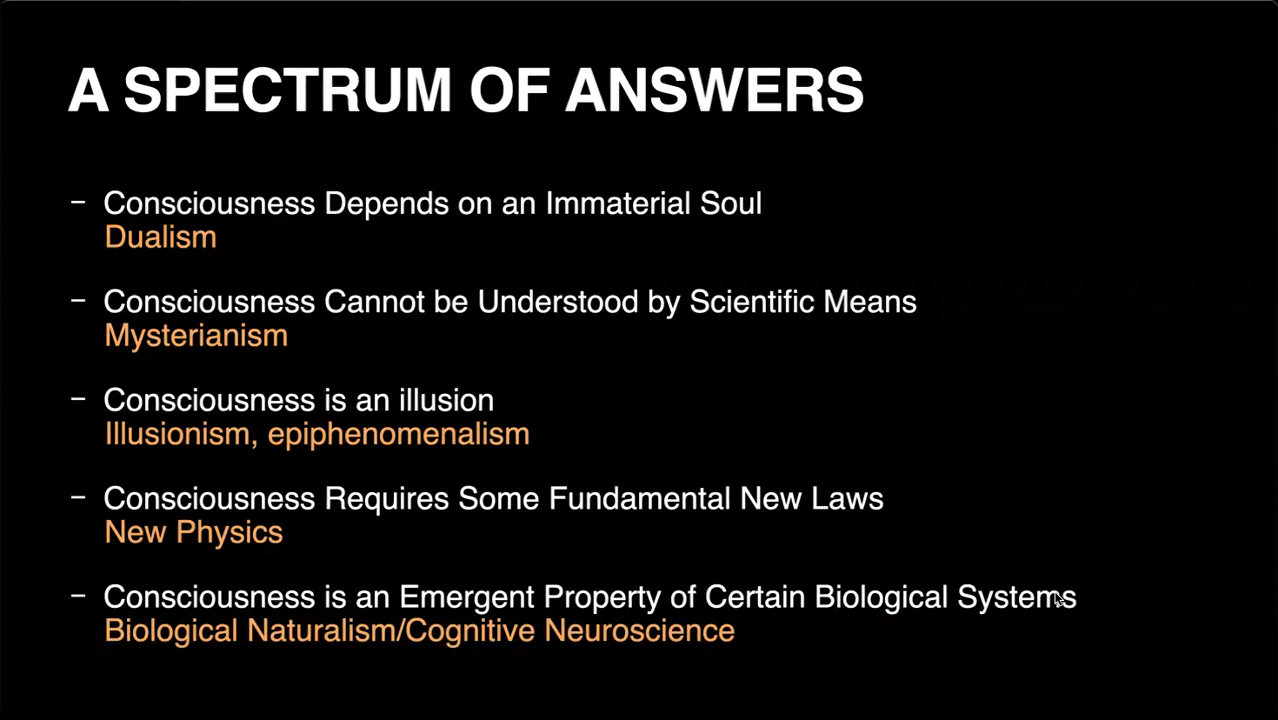 A SPECTRUM OF ANSWERS
– Consciousness Depends on an Immaterial Soul
Dualism
– Consciousness Cannot be Understood by Scientific Means
Mysterianism
– Consciousness is an illusion
Illusionism, epiphenomenalism
– Consciousness Requires Some Fundamental New Laws
New Physics
– Consciousness is an Emergent Property of Certain Biological Systems
Biological Naturalism/Cognitive Neuroscience